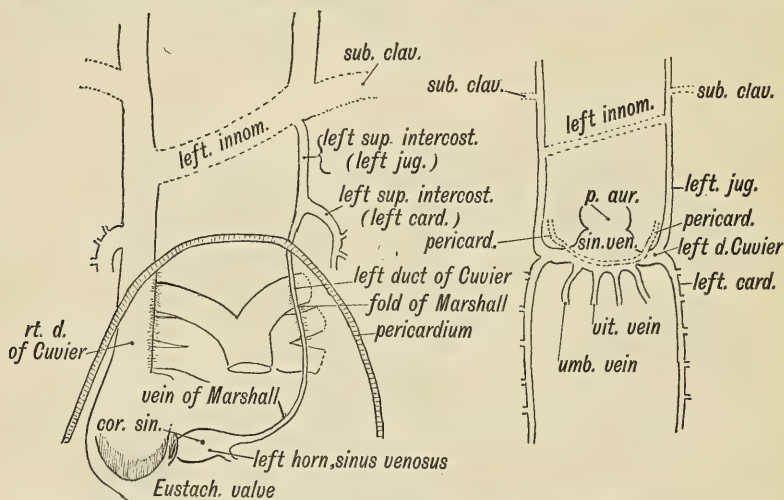 sub. clav.
left. innom.
left sup. intercost.
(left jug.)
left sup. intercost.
(left card.)
left duct of Cuvier
fold of Marshall
pericardium
rt. d.
of Cuvier
vein of Marshall
cor. sin.
left horn, sinus venosus
Eustach. valve
sub. clav.
sub. clav.
left innom.
left. jug.
p. aur.
pericard.
pericard.
sin. ven.
left d. Cuvier
left. card.
vit. vein
umb. vein